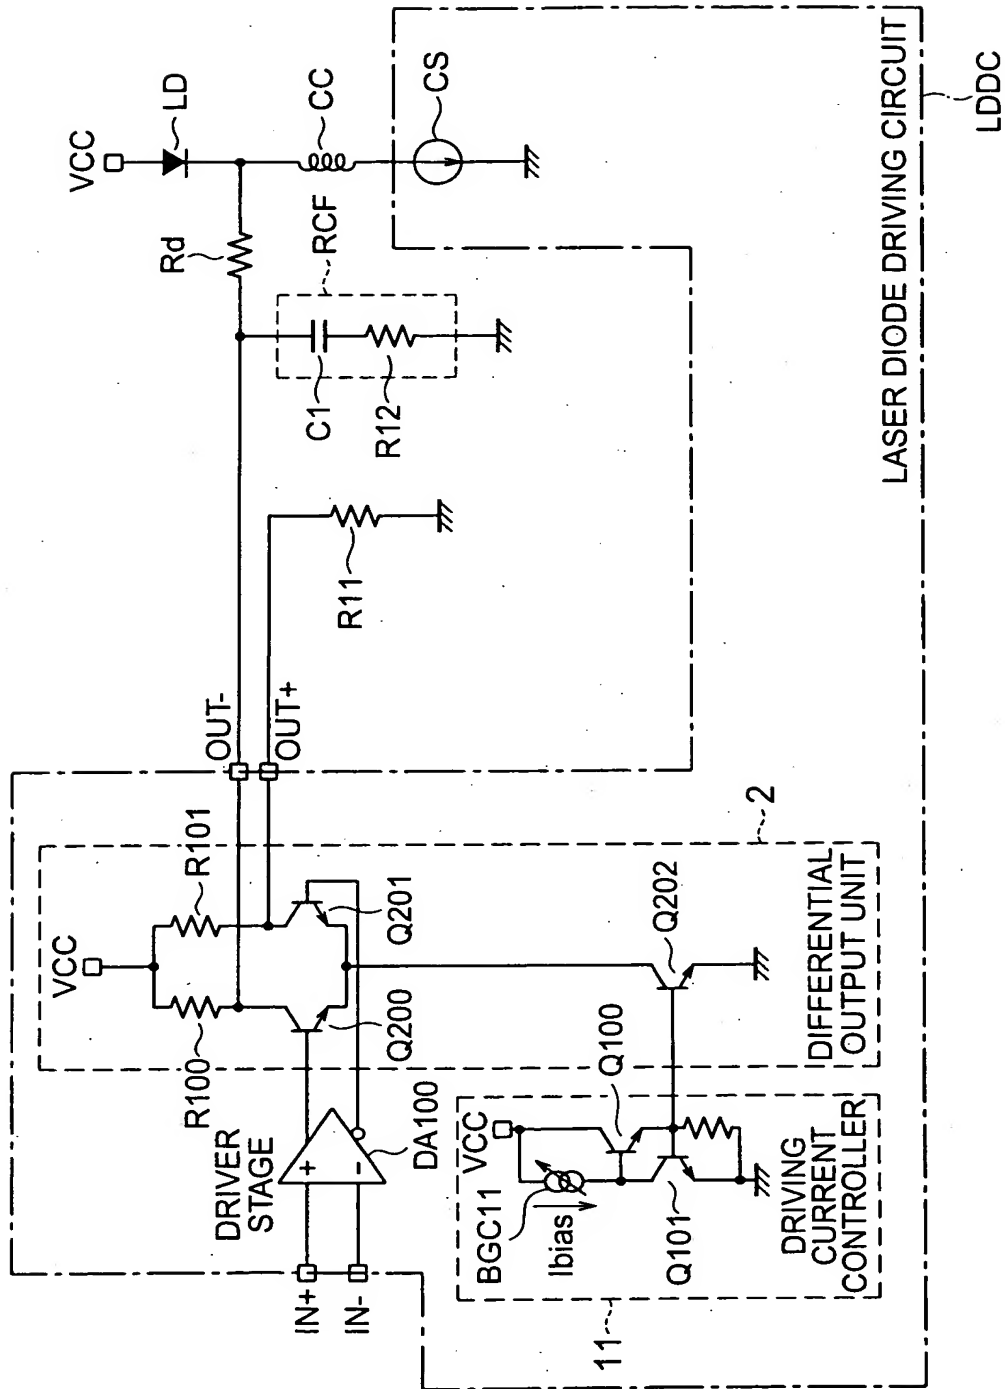 VCC
LD
Rd
CC
RCF
CS
C1
R12
R11
OUT-
OUT+
VCC
R100
R101
Q200
Q201
Q202
2
DIFFERENTIAL
OUTPUT UNIT
IN+
IN-
DRIVER
STAGE
+
-
DA100
VCC
BGC11
Ibias
Q100
Q101
DRIVING
CURRENT
CONTROLLER
11
LASER DIODE DRIVING CIRCUIT
LDDC